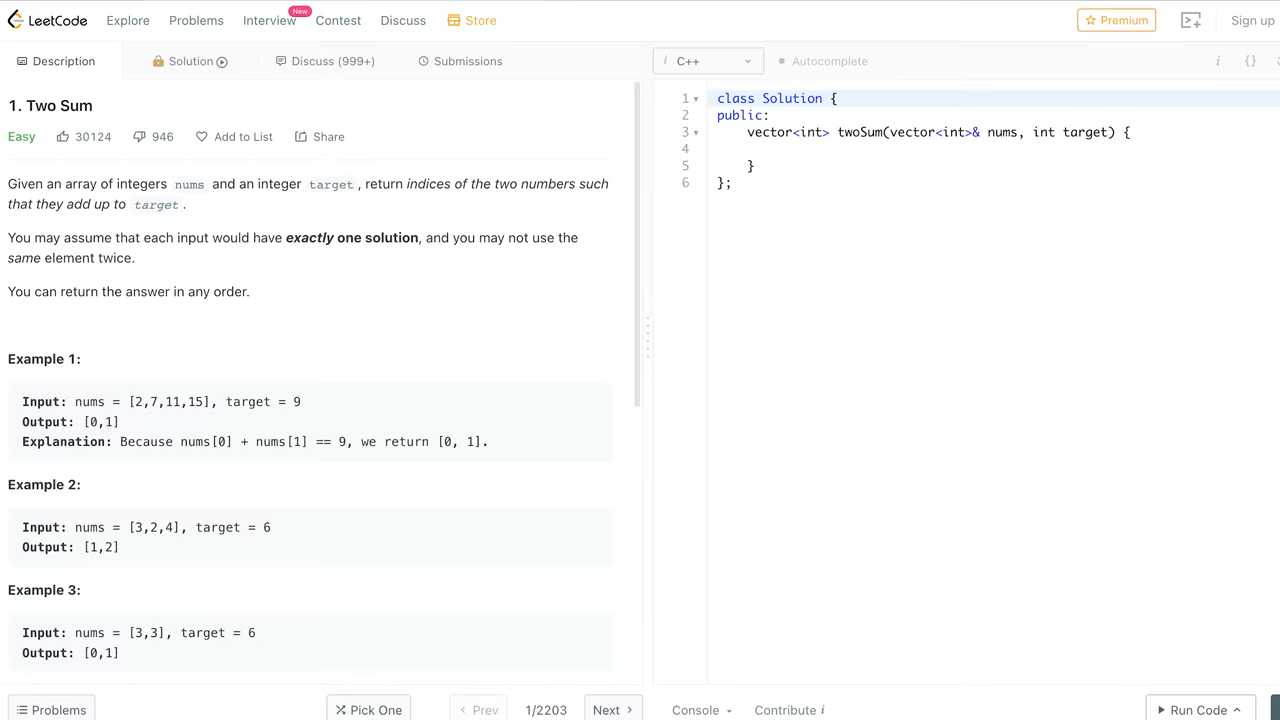 LeetCode Explore Problems Interview New Contest Discuss Store Premium Sign up
Description Solution Discuss (999+) Submissions i C++ Autocomplete i {}
1. Two Sum
Easy 30124 946 Add to List Share
Given an array of integers nums and an integer target, return indices of the two numbers such
that they add up to target.
You may assume that each input would have exactly one solution, and you may not use the
same element twice.
You can return the answer in any order.
Example 1:
Input: nums = [2,7,11,15], target = 9
Output: [0,1]
Explanation: Because nums[0] + nums[1] == 9, we return [0, 1].
Example 2:
Input: nums = [3,2,4], target = 6
Output: [1,2]
Example 3:
Input: nums = [3,3], target = 6
Output: [0,1]
1 class Solution {
2 public:
3 vector<int> twoSum(vector<int>& nums, int target) {
4
5 }
6 };
Problems Pick One < Prev 1/2203 Next > Console Contribute i Run Code